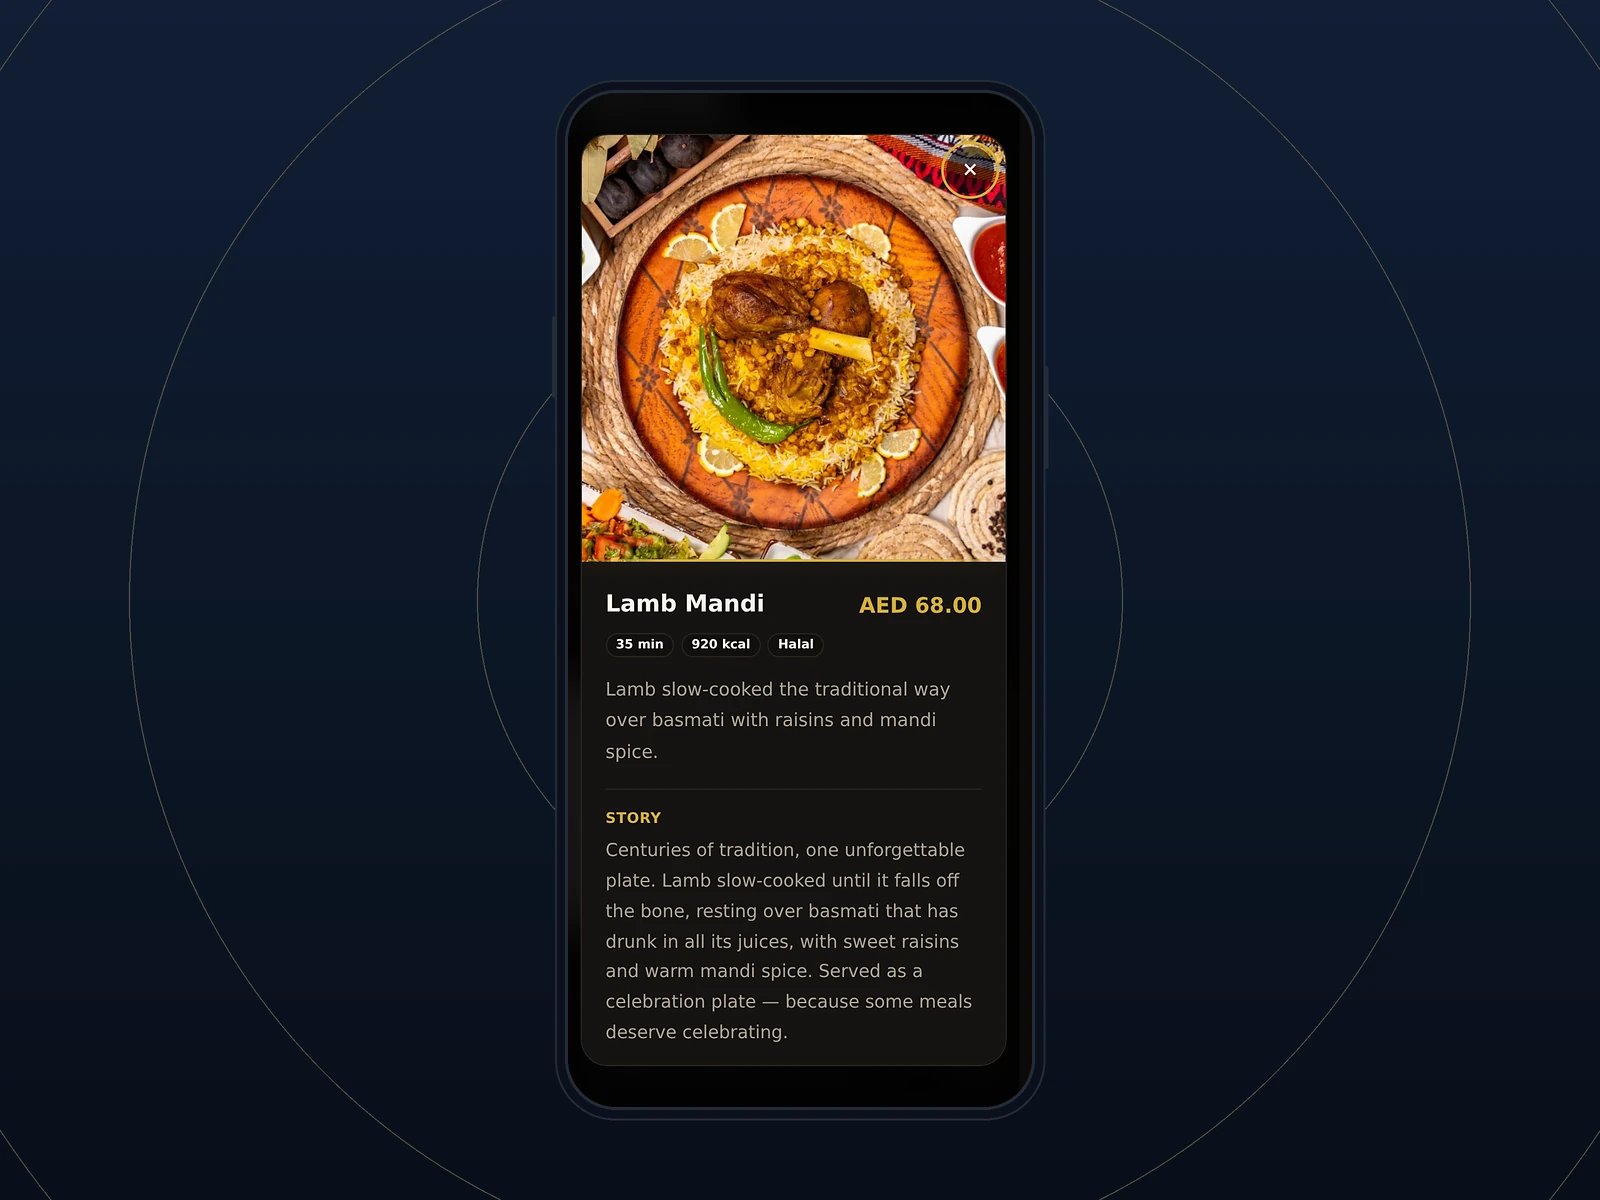 ×
Lamb Mandi
AED 68.00
35 min
920 kcal
Halal
Lamb slow-cooked the traditional way
over basmati with raisins and mandi
spice.
STORY
Centuries of tradition, one unforgettable
plate. Lamb slow-cooked until it falls off
the bone, resting over basmati that has
drunk in all its juices, with sweet raisins
and warm mandi spice. Served as a
celebration plate — because some meals
deserve celebrating.